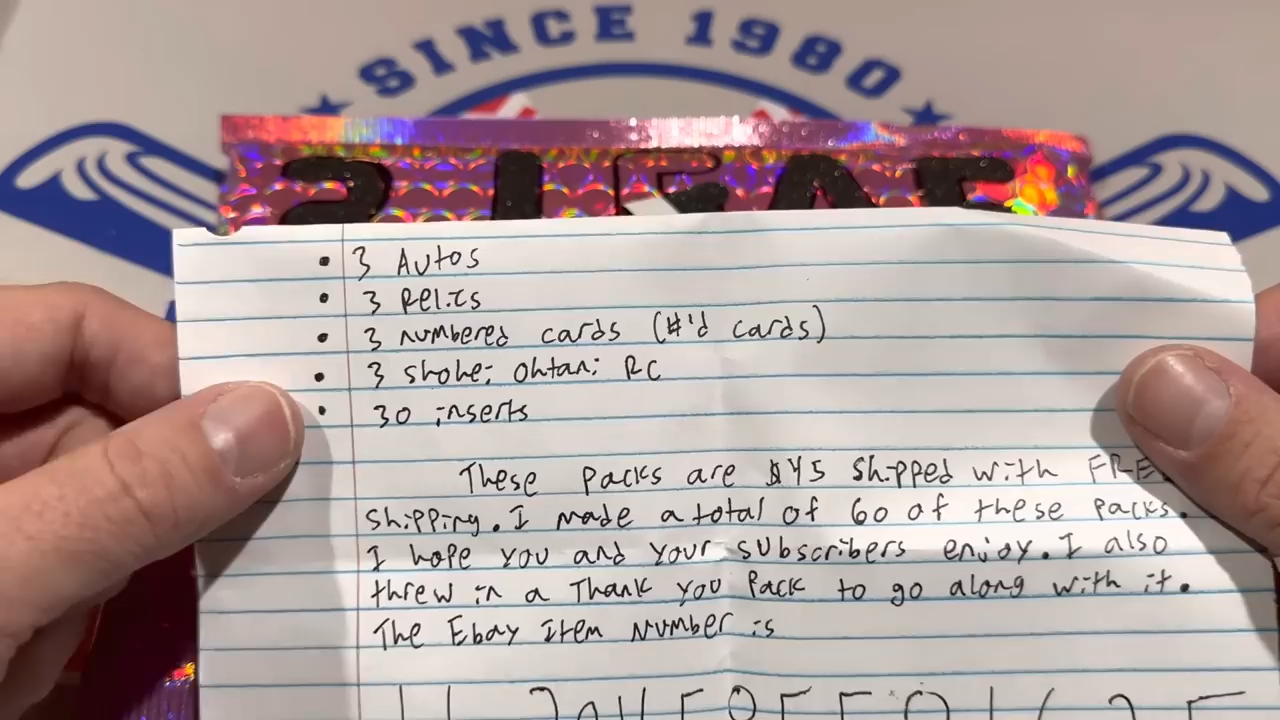 SINCE 1980
• 3 Autos
• 3 Relics
• 3 numbered cards (#'d cards)
• 3 shohei ohtani RC
• 30 inserts
These packs are $45 shipped with FRE
shipping. I made a total of 60 of these packs.
I hope you and your subscribers enjoy. I also
threw in a Thank you Pack to go along with it.
The Ebay Item Number is